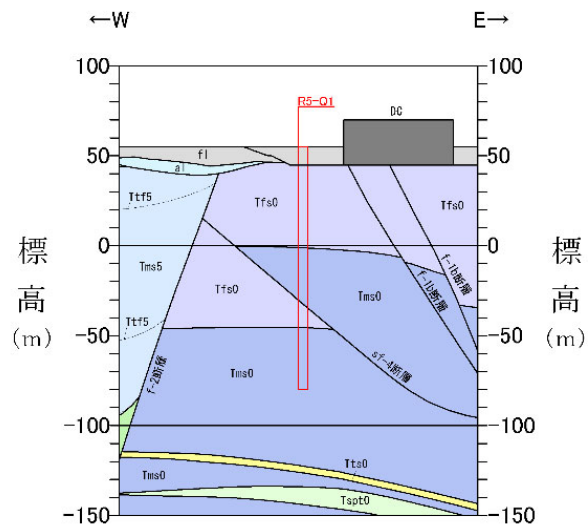 ←W
E→
100
100
R5-Q1
DG
50
50
fl
al
Ttf5
Tfs0
Tfs0
0
0
標高(m)
標高(m)
Tms5
Tfs0
Tms0
f-1b断層
f-1b断層
Ttf5
-50
-50
f-2断層
Tms0
sf-4断層
-100
-100
Tms0
Tts0
Tspt0
-150
-150